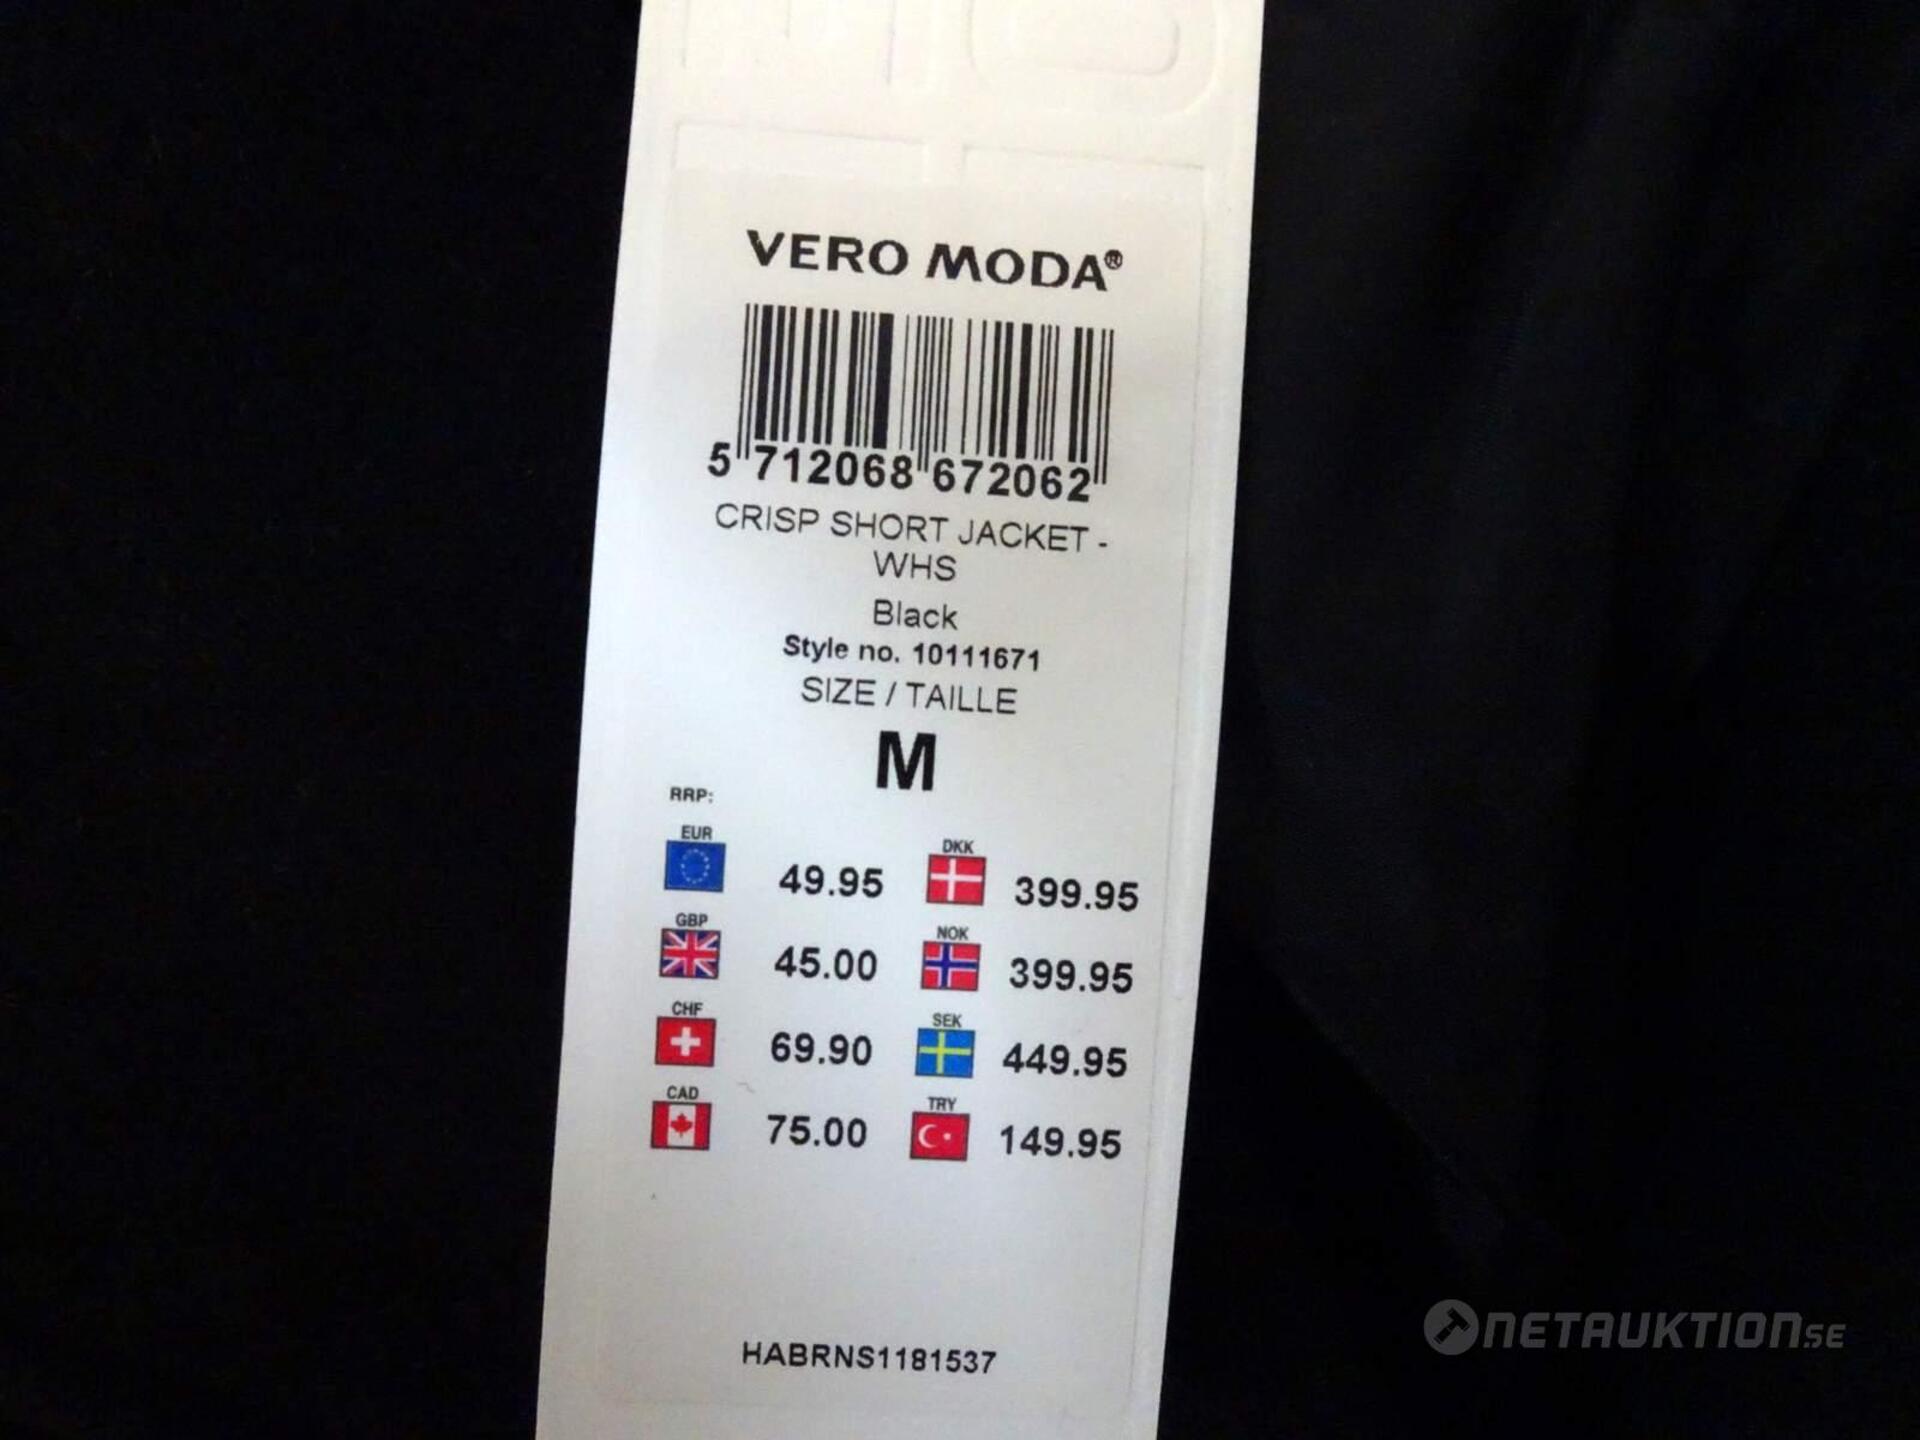 VERO MODA®
5 712068 672062
CRISP SHORT JACKET -
WHS
Black
Style no. 10111671
SIZE / TAILLE
M
RRP:
EUR 49.95 DKK 399.95
GBP 45.00 NOK 399.95
CHF 69.90 SEK 449.95
CAD 75.00 TRY 149.95
HABRNS1181537
NETAUKTION.SE